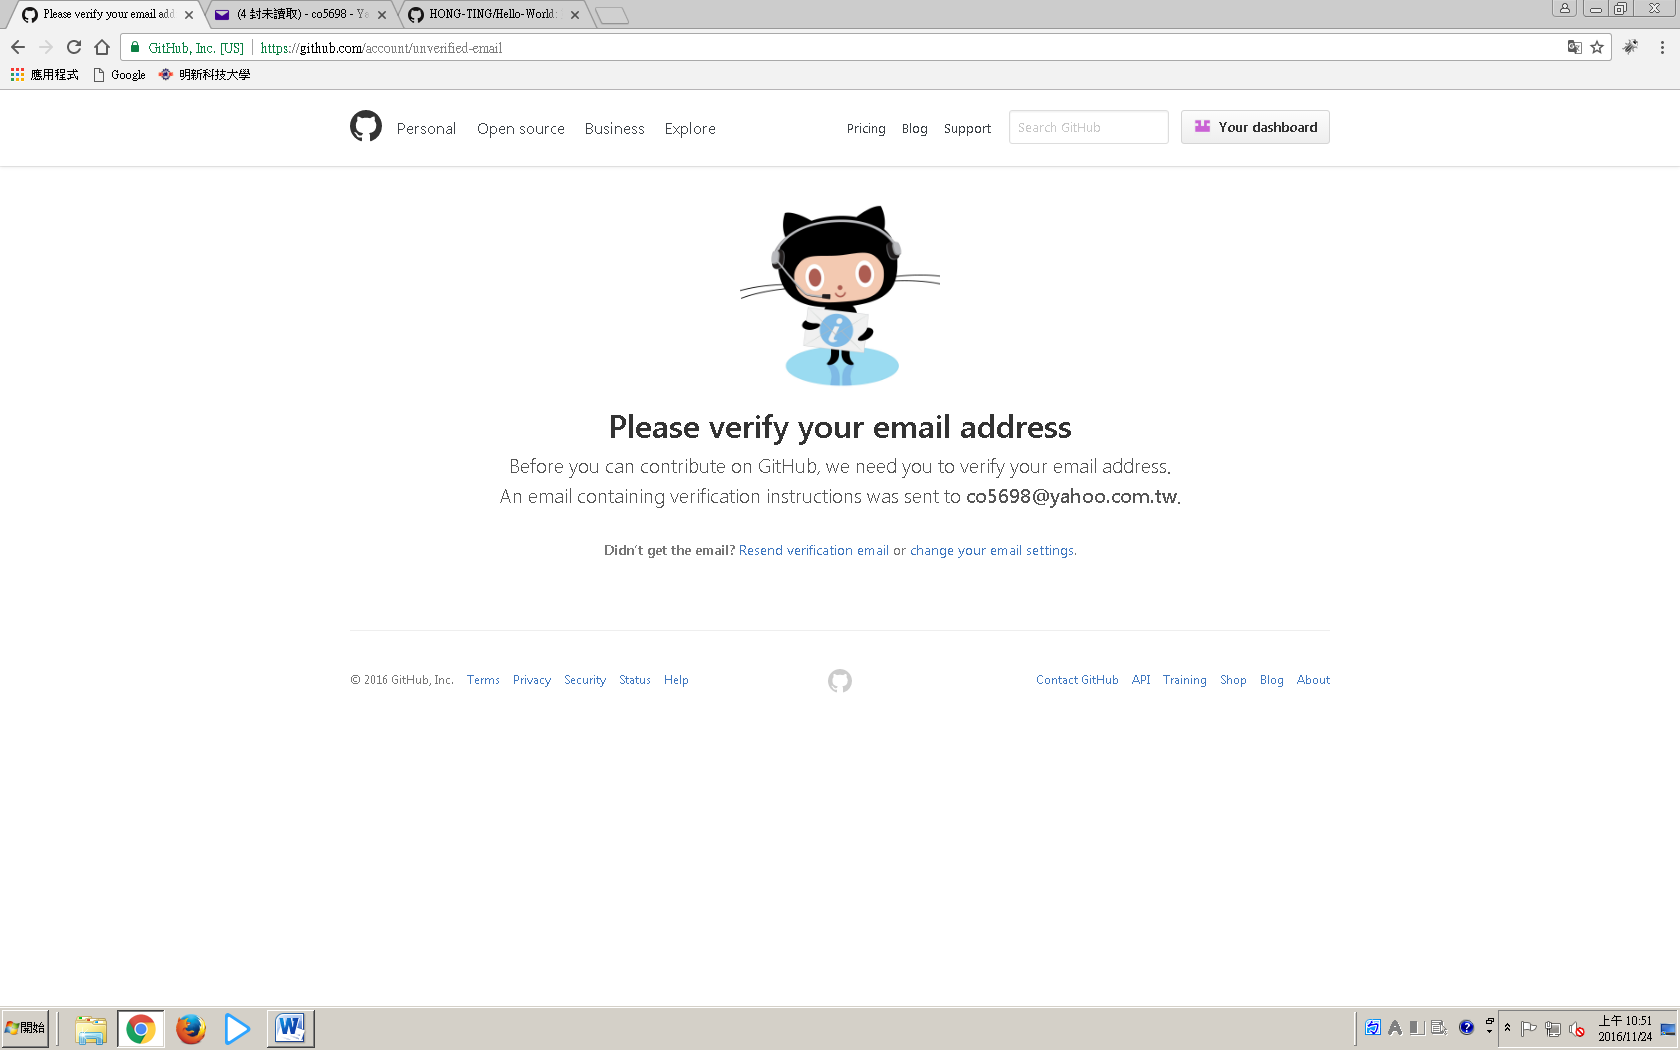 Please verify your email add
(4 封未讀取) - co5698 - Ya
HONG-TING/Hello-World:
GitHub, Inc. [US]
https://github.com/account/unverified-email
應用程式
Google
明新科技大學
Personal
Open source
Business
Explore
Pricing
Blog
Support
Search GitHub
Your dashboard
Please verify your email address
Before you can contribute on GitHub, we need you to verify your email address.
An email containing verification instructions was sent to co5698@yahoo.com.tw.
Didn't get the email? Resend verification email or change your email settings.
© 2016 GitHub, Inc.
Terms
Privacy
Security
Status
Help
Contact GitHub
API
Training
Shop
Blog
About
開始
上午 10:51
2016/11/24